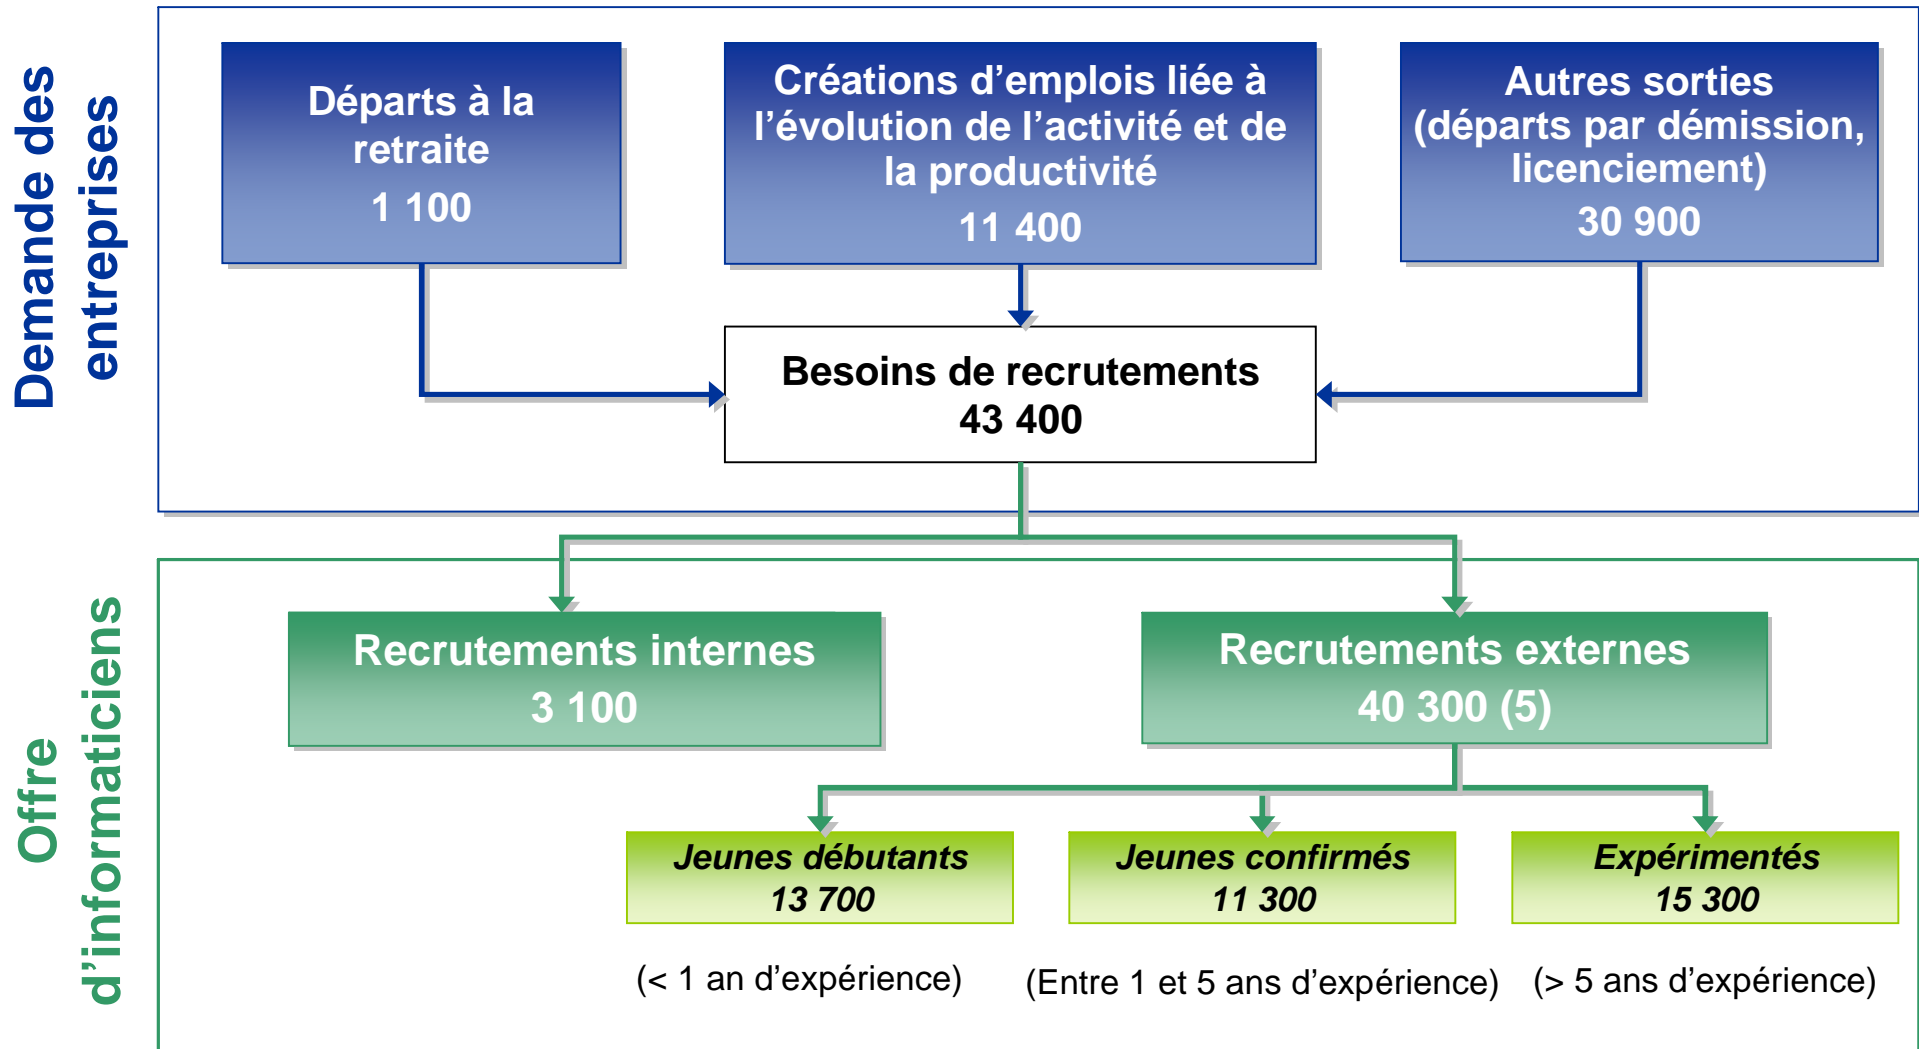 Demande des
entreprises
Départs à la
retraite
1 100
Créations d’emplois liée à
l’évolution de l’activité et de
la productivité
11 400
Autres sorties
(départs par démission,
licenciement)
30 900
Besoins de recrutements
43 400
Offre
d’informaticiens
Recrutements internes
3 100
Recrutements externes
40 300 (5)
Jeunes débutants
13 700
Jeunes confirmés
11 300
Expérimentés
15 300
(< 1 an d’expérience)
(Entre 1 et 5 ans d’expérience)
(> 5 ans d’expérience)